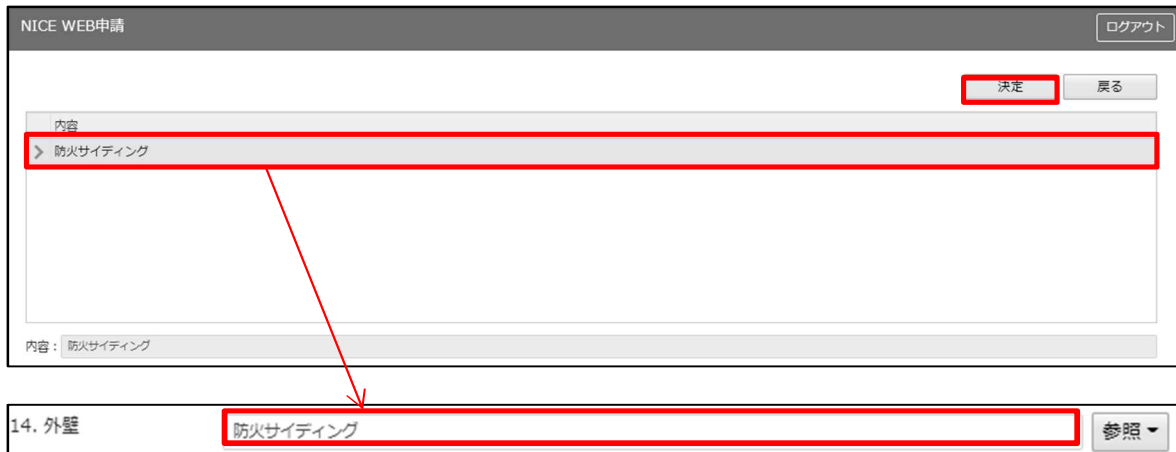 NICE WEB申請
ログアウト
決定 戻る
内容
防火サイディング
内容： 防火サイディング
14. 外壁 防火サイディング 参照